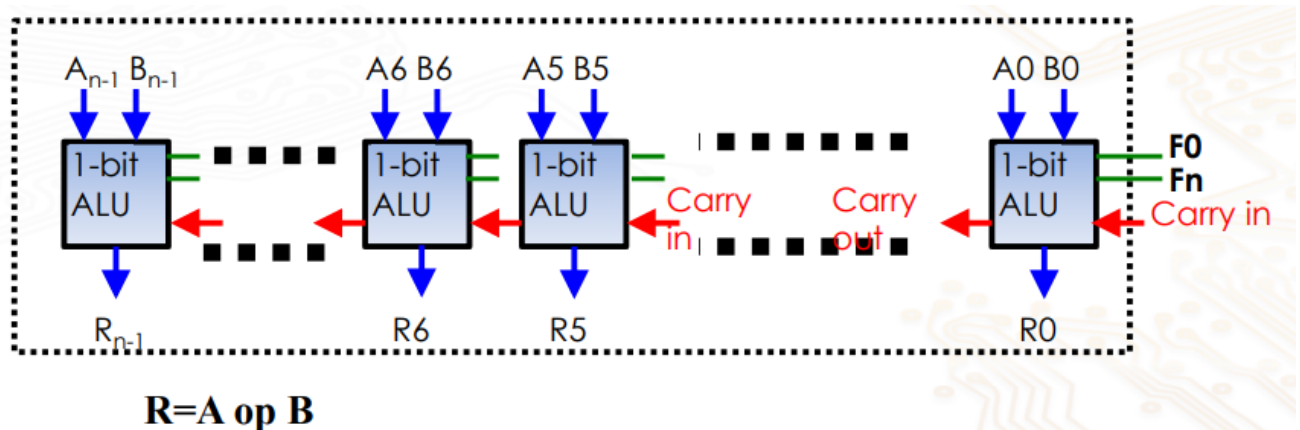 Aₙ₋₁ Bₙ₋₁ A6 B6 A5 B5 A0 B0
1-bit ALU 1-bit ALU 1-bit ALU 1-bit ALU
F0
Fn
Carry in Carry out Carry in
Rₙ₋₁ R6 R5 R0
R=A op B